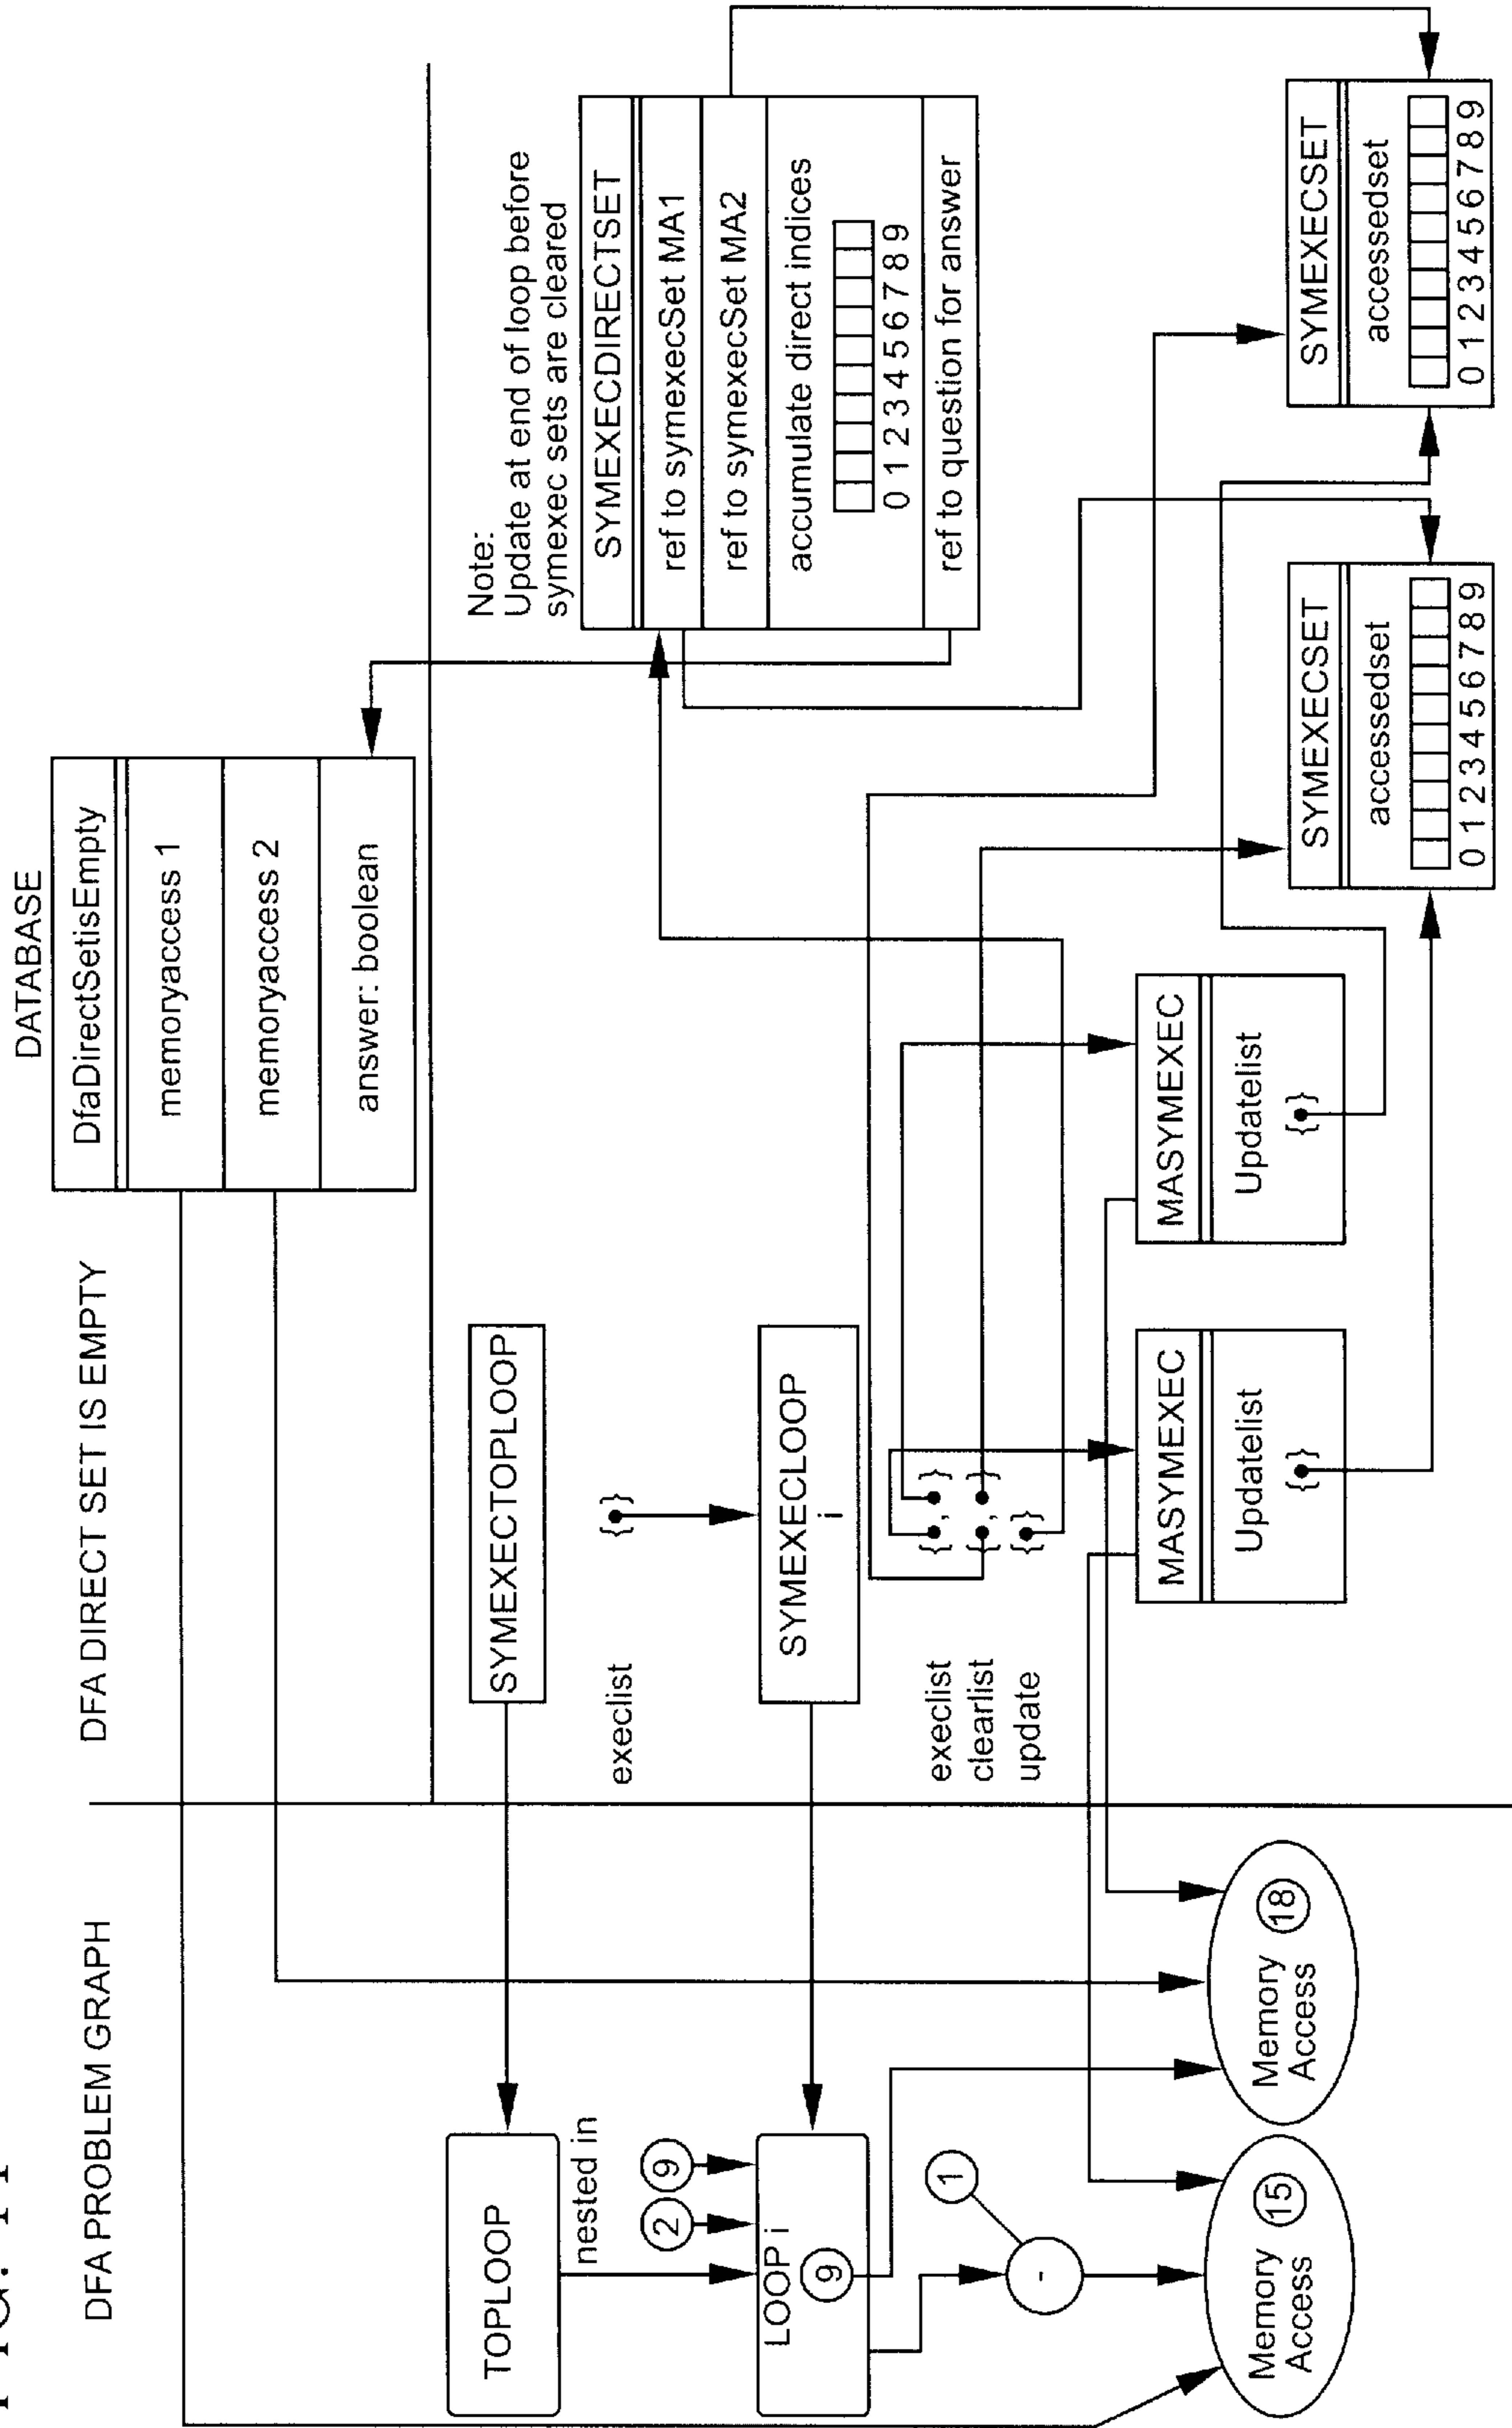 DFA PROBLEM GRAPH
DFA DIRECT SET IS EMPTY
DATABASE
DfaDirectSetisEmpty
memoryaccess 1
memoryaccess 2
answer: boolean
TOPLOOP
nested in
2
9
LOOP i
9
1
-
Memory
Access
15
Memory
Access
18
SYMEXECTOPLOOP
execlist
{ }
SYMEXECLOOP
i
execlist
clearlist
update
{ , }
{ , }
{ }
MASYMEXEC
Updatelist
{ }
MASYMEXEC
Updatelist
{ }
Note:
Update at end of loop before
symexec sets are cleared
SYMEXECDIRECTSET
ref to symexecSet MA1
ref to symexecSet MA2
accumulate direct indices
0 1 2 3 4 5 6 7 8 9
ref to question for answer
SYMEXECSET
accessedset
0 1 2 3 4 5 6 7 8 9
SYMEXECSET
accessedset
0 1 2 3 4 5 6 7 8 9